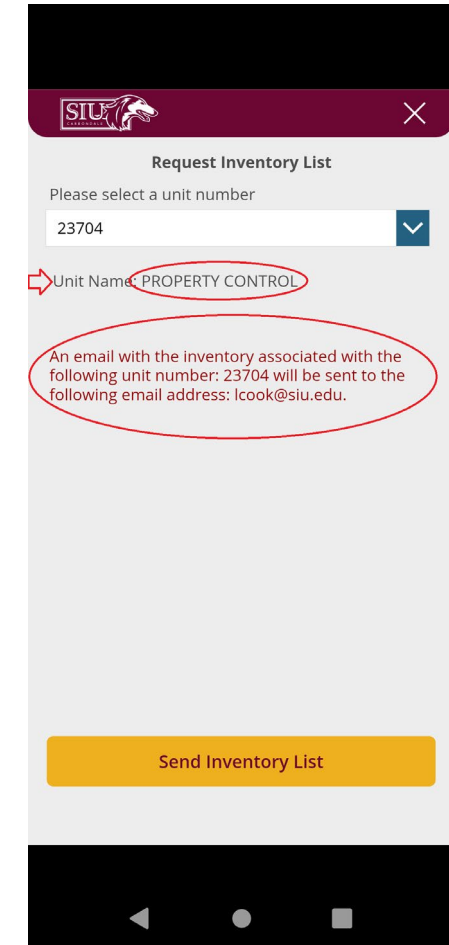 SIU
CARBONDALE
Request Inventory List
Please select a unit number
23704
Unit Name: PROPERTY CONTROL
An email with the inventory associated with the
following unit number: 23704 will be sent to the
following email address: lcook@siu.edu.
Send Inventory List